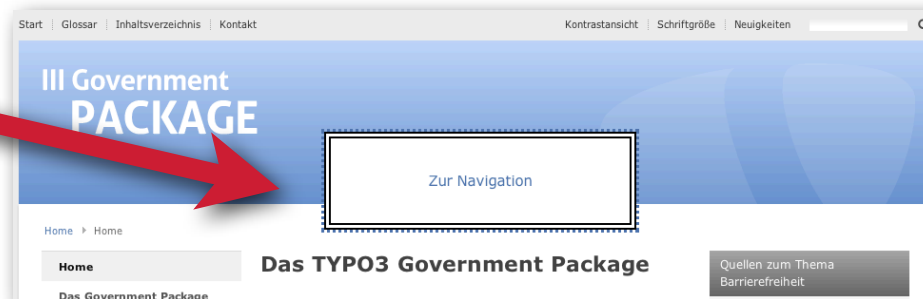 Start Glossar Inhaltsverzeichnis Kontakt
Kontrastansicht Schriftgröße Neuigkeiten
III Government
PACKAGE
Zur Navigation
Home Home
Home
Das Government Package
Das TYPO3 Government Package
Quellen zum Thema
Barrierefreiheit